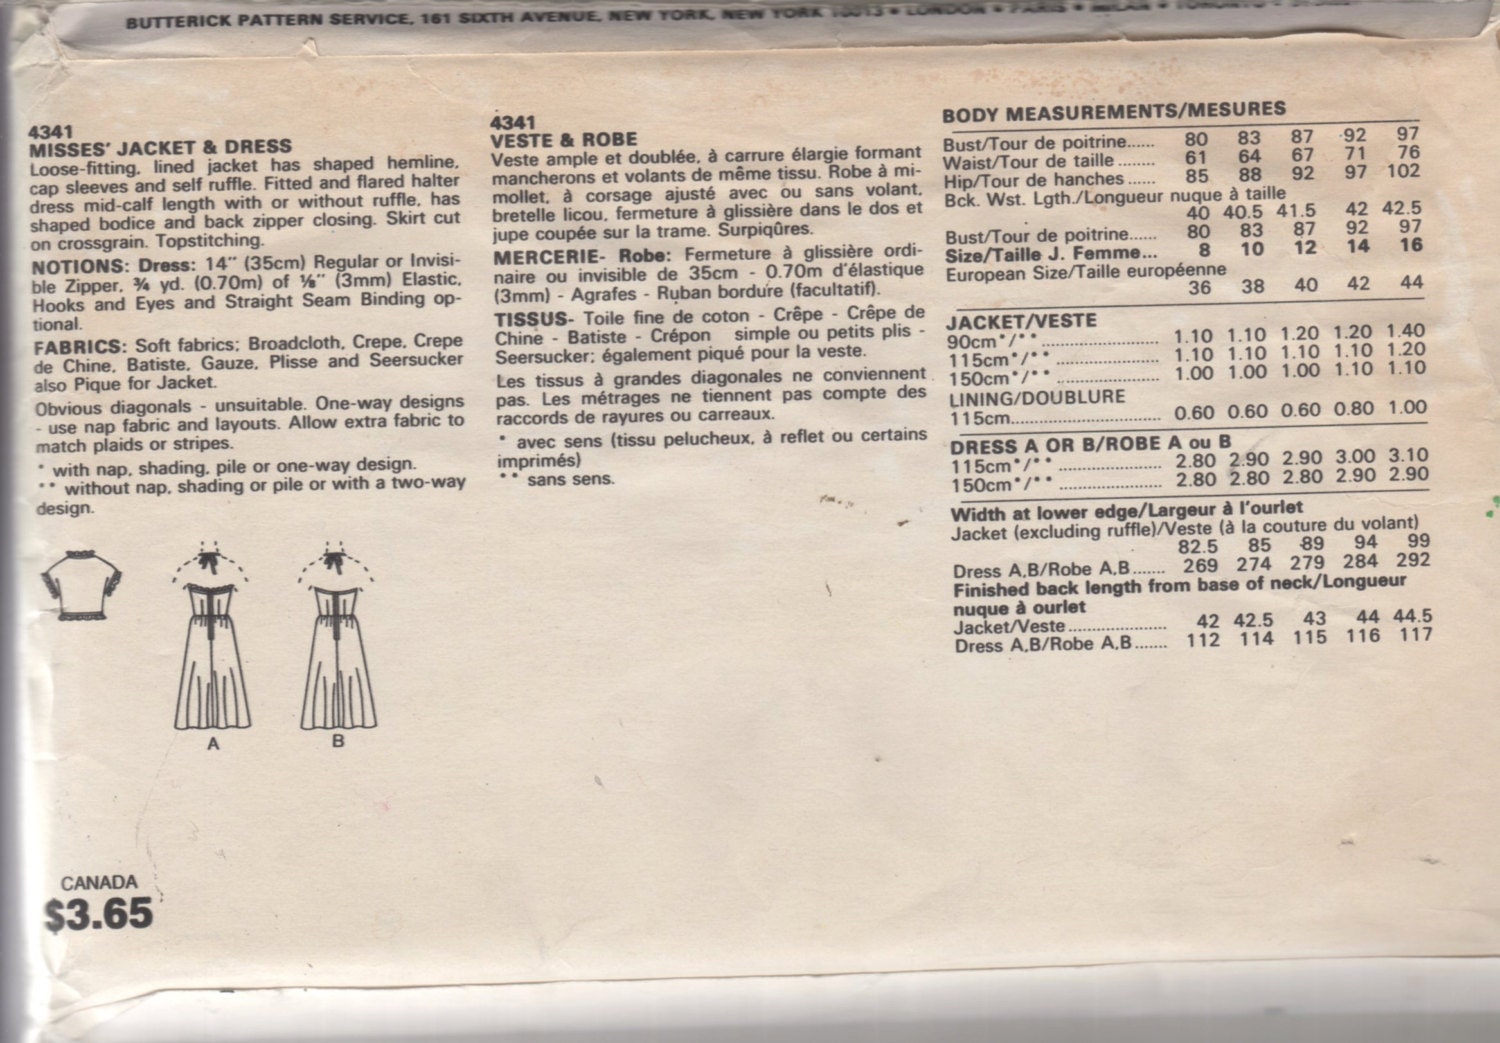 BUTTERICK PATTERN SERVICE, 161 SIXTH AVENUE, NEW YORK, NEW YORK 10013 • LONDON • PARIS • MILAN • TORONTO •
4341
MISSES' JACKET & DRESS
Loose-fitting, lined jacket has shaped hemline,
cap sleeves and self ruffle. Fitted and flared halter
dress mid-calf length with or without ruffle, has
shaped bodice and back zipper closing. Skirt cut
on crossgrain. Topstitching.
NOTIONS: Dress: 14" (35cm) Regular or Invisi-
ble Zipper, ¾ yd. (0.70m) of ⅛" (3mm) Elastic,
Hooks and Eyes and Straight Seam Binding op-
tional.
FABRICS: Soft fabrics; Broadcloth, Crepe, Crepe
de Chine, Batiste, Gauze, Plisse and Seersucker
also Pique for Jacket.
Obvious diagonals - unsuitable. One-way designs
- use nap fabric and layouts. Allow extra fabric to
match plaids or stripes.
* with nap, shading, pile or one-way design.
** without nap, shading or pile or with a two-way
design.
A
B
CANADA
$3.65
4341
VESTE & ROBE
Veste ample et doublée, à carrure élargie formant
mancherons et volants de même tissu. Robe à mi-
mollet, à corsage ajusté avec ou sans volant,
bretelle licou, fermeture à glissière dans le dos et
jupe coupée sur la trame. Surpiqûres.
MERCERIE- Robe: Fermeture à glissière ordi-
naire ou invisible de 35cm - 0.70m d'élastique
(3mm) - Agrafes - Ruban bordure (facultatif).
TISSUS- Toile fine de coton - Crêpe - Crêpe de
Chine - Batiste - Crépon simple ou petits plis -
Seersucker; également piqué pour la veste.
Les tissus à grandes diagonales ne conviennent
pas. Les métrages ne tiennent pas compte des
raccords de rayures ou carreaux.
* avec sens (tissu pelucheux, à reflet ou certains
imprimés)
** sans sens.
BODY MEASUREMENTS/MESURES
Bust/Tour de poitrine...... 80 83 87 92 97
Waist/Tour de taille ........ 61 64 67 71 76
Hip/Tour de hanches ...... 85 88 92 97 102
Bck. Wst. Lgth./Longueur nuque à taille
40 40.5 41.5 42 42.5
Bust/Tour de poitrine...... 80 83 87 92 97
Size/Taille J. Femme... 8 10 12 14 16
European Size/Taille européenne
36 38 40 42 44
JACKET/VESTE
90cm*/** ........................ 1.10 1.10 1.20 1.20 1.40
115cm*/** ..................... 1.10 1.10 1.10 1.10 1.20
150cm*/** ..................... 1.00 1.00 1.00 1.10 1.10
LINING/DOUBLURE
115cm.............................. 0.60 0.60 0.60 0.80 1.00
DRESS A OR B/ROBE A ou B
115cm*/** ..................... 2.80 2.90 2.90 3.00 3.10
150cm*/** ..................... 2.80 2.80 2.80 2.90 2.90
Width at lower edge/Largeur à l'ourlet
Jacket (excluding ruffle)/Veste (à la couture du volant)
82.5 85 89 94 99
Dress A,B/Robe A,B....... 269 274 279 284 292
Finished back length from base of neck/Longueur
nuque à ourlet
Jacket/Veste ..................... 42 42.5 43 44 44.5
Dress A,B/Robe A,B....... 112 114 115 116 117